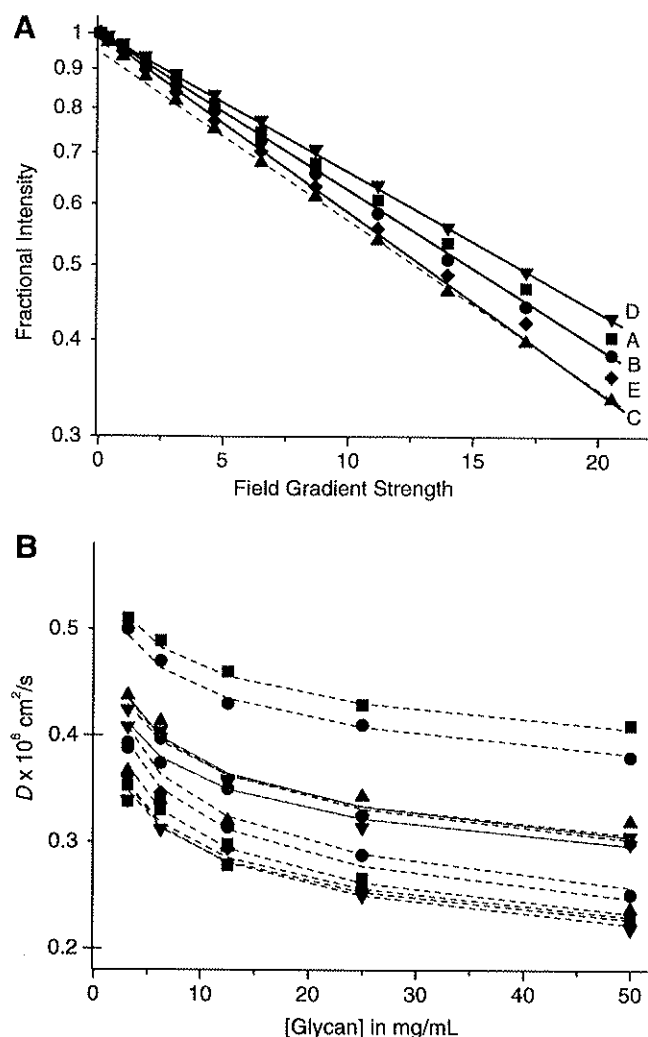 A
1
0.9
0.8
0.7
0.6
0.5
0.4
0.3
Fractional Intensity
D
A
B
E
C
0 5 10 15 20
Field Gradient Strength
B
0.5
0.4
0.3
0.2
D x 10⁶ cm²/s
0 10 20 30 40 50
[Glycan] in mg/mL